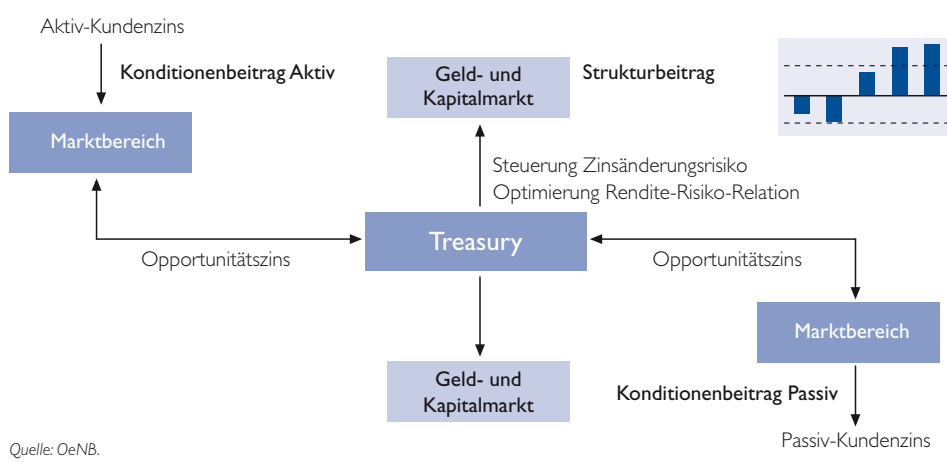 Aktiv-Kundenzins
Konditionenbeitrag Aktiv
Marktbereich
Geld- und
Kapitalmarkt
Strukturbeitrag
Steuerung Zinsänderungsrisiko
Optimierung Rendite-Risiko-Relation
Treasury
Opportunitätszins
Opportunitätszins
Marktbereich
Geld- und
Kapitalmarkt
Konditionenbeitrag Passiv
Passiv-Kundenzins
Quelle: OeNB.